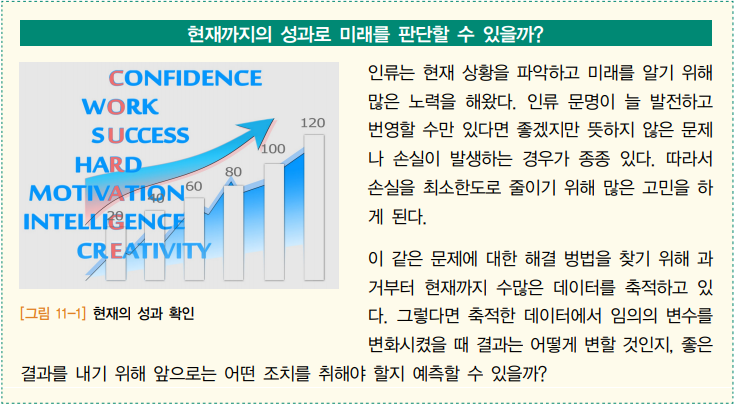 현재까지의 성과로 미래를 판단할 수 있을까?
CONFIDENCE
WORK
SUCCESS
HARD
MOTIVATION
INTELLIGENCE
CREATIVITY
20
40
60
80
100
120
[그림 11-1] 현재의 성과 확인
인류는 현재 상황을 파악하고 미래를 알기 위해
많은 노력을 해왔다. 인류 문명이 늘 발전하고
번영할 수만 있다면 좋겠지만 뜻하지 않은 문제
나 손실이 발생하는 경우가 종종 있다. 따라서
손실을 최소한도로 줄이기 위해 많은 고민을 하
게 된다.
이 같은 문제에 대한 해결 벙법을 찾기 위해 과
거부터 현재까지 수많은 데이터를 축적하고 있
다. 그렇다면 축적한 데이터에서 임의의 변수를
변화시켰을 때 결과는 어떻게 변할 것인지, 좋은
결과를 내기 위해 앞으로는 어떤 조치를 취해야 할지 예측할 수 있을까?